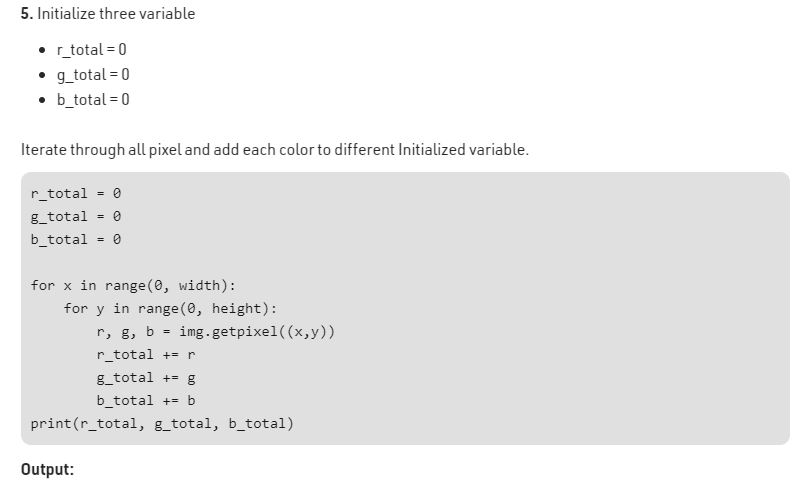 5. Initialize three variable
• r_total = 0
• g_total = 0
• b_total = 0
Iterate through all pixel and add each color to different Initialized variable.
r_total = 0
g_total = 0
b_total = 0
for x in range(0, width):
    for y in range(0, height):
        r, g, b = img.getpixel((x,y))
        r_total += r
        g_total += g
        b_total += b
print(r_total, g_total, b_total)
Output: